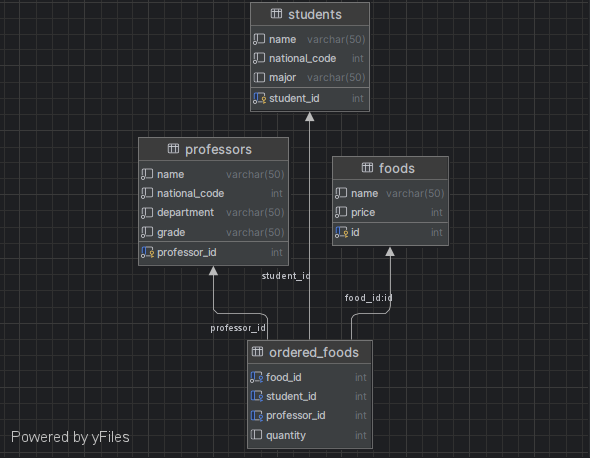 students
name varchar(50)
national_code int
major varchar(50)
student_id int
professors
name varchar(50)
national_code int
department varchar(50)
grade varchar(50)
professor_id int
foods
name varchar(50)
price int
id int
student_id
food_id:id
professor_id
ordered_foods
food_id int
student_id int
professor_id int
quantity int
Powered by yFiles